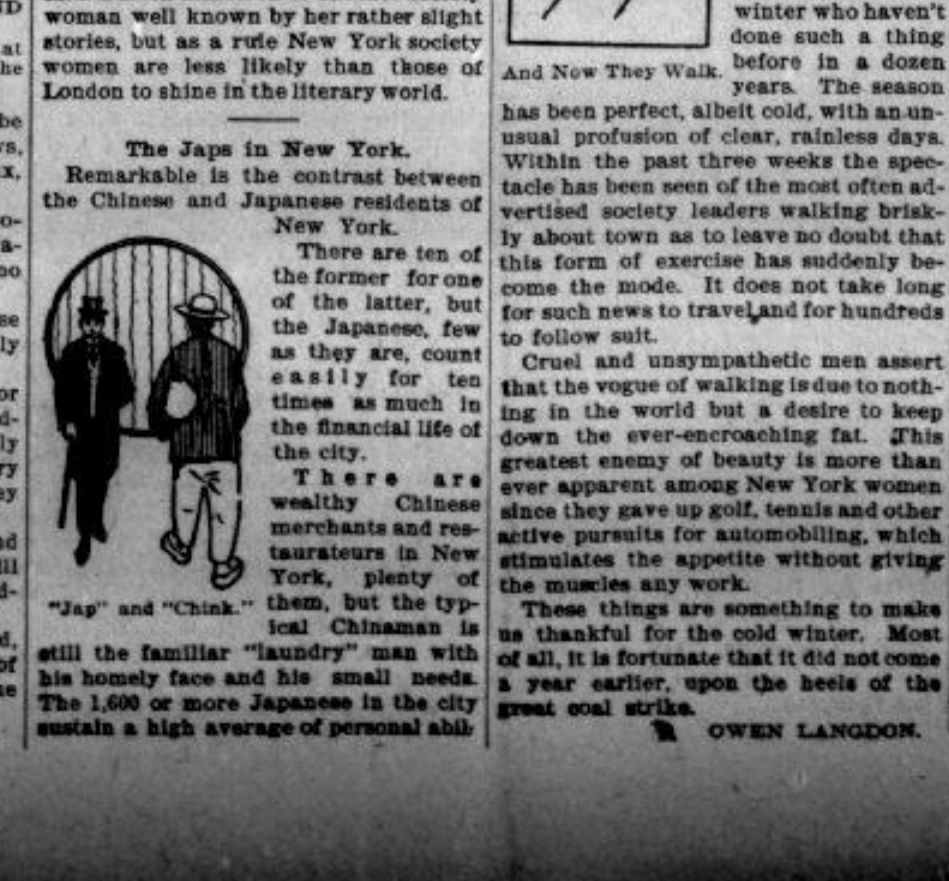 woman well known by her rather slight
stories, but as a rule New York society
women are less likely than those of
London to shine in the literary world.
The Japs in New York.
Remarkable is the contrast between
the Chinese and Japanese residents of
New York.
There are ten of
the former for one
of the latter, but
the Japanese, few
as they are, count
easily for ten
times as much in
the financial life of
the city.
There are
wealthy Chinese
merchants and res-
taurateurs in New
York, plenty of
"Jap" and "Chink."
them, but the typ-
ical Chinaman is
still the familiar "laundry" man with
his homely face and his small needs.
The 1,600 or more Japanese in the city
sustain a high average of personal abil-
And Now They Walk.
winter who haven't
done such a thing
before in a dozen
years. The season
has been perfect, albeit cold, with an un-
usual profusion of clear, rainless days.
Within the past three weeks the spec-
tacle has been seen of the most often ad-
vertised society leaders walking brisk-
ly about town as to leave no doubt that
this form of exercise has suddenly be-
come the mode. It does not take long
for such news to travel and for hundreds
to follow suit.
Cruel and unsympathetic men assert
that the vogue of walking is due to noth-
ing in the world but a desire to keep
down the ever-encroaching fat. This
greatest enemy of beauty is more than
ever apparent among New York women
since they gave up golf, tennis and other
active pursuits for automobiling, which
stimulates the appetite without giving
the muscles any work.
These things are something to make
us thankful for the cold winter. Most
of all, it is fortunate that it did not come
a year earlier, upon the heels of the
great coal strike.
OWEN LANGDON.